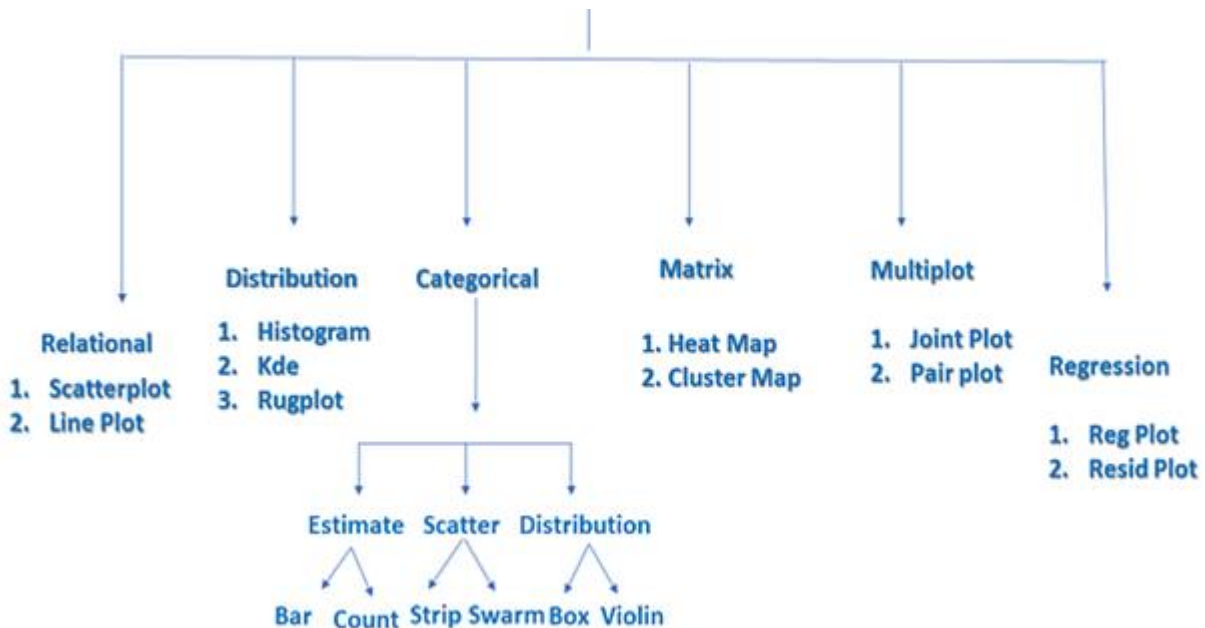 Relational
1. Scatterplot
2. Line Plot
Distribution
1. Histogram
2. Kde
3. Rugplot
Categorical
Estimate Scatter Distribution
Bar Count Strip Swarm Box Violin
Matrix
1. Heat Map
2. Cluster Map
Multiplot
1. Joint Plot
2. Pair plot
Regression
1. Reg Plot
2. Resid Plot